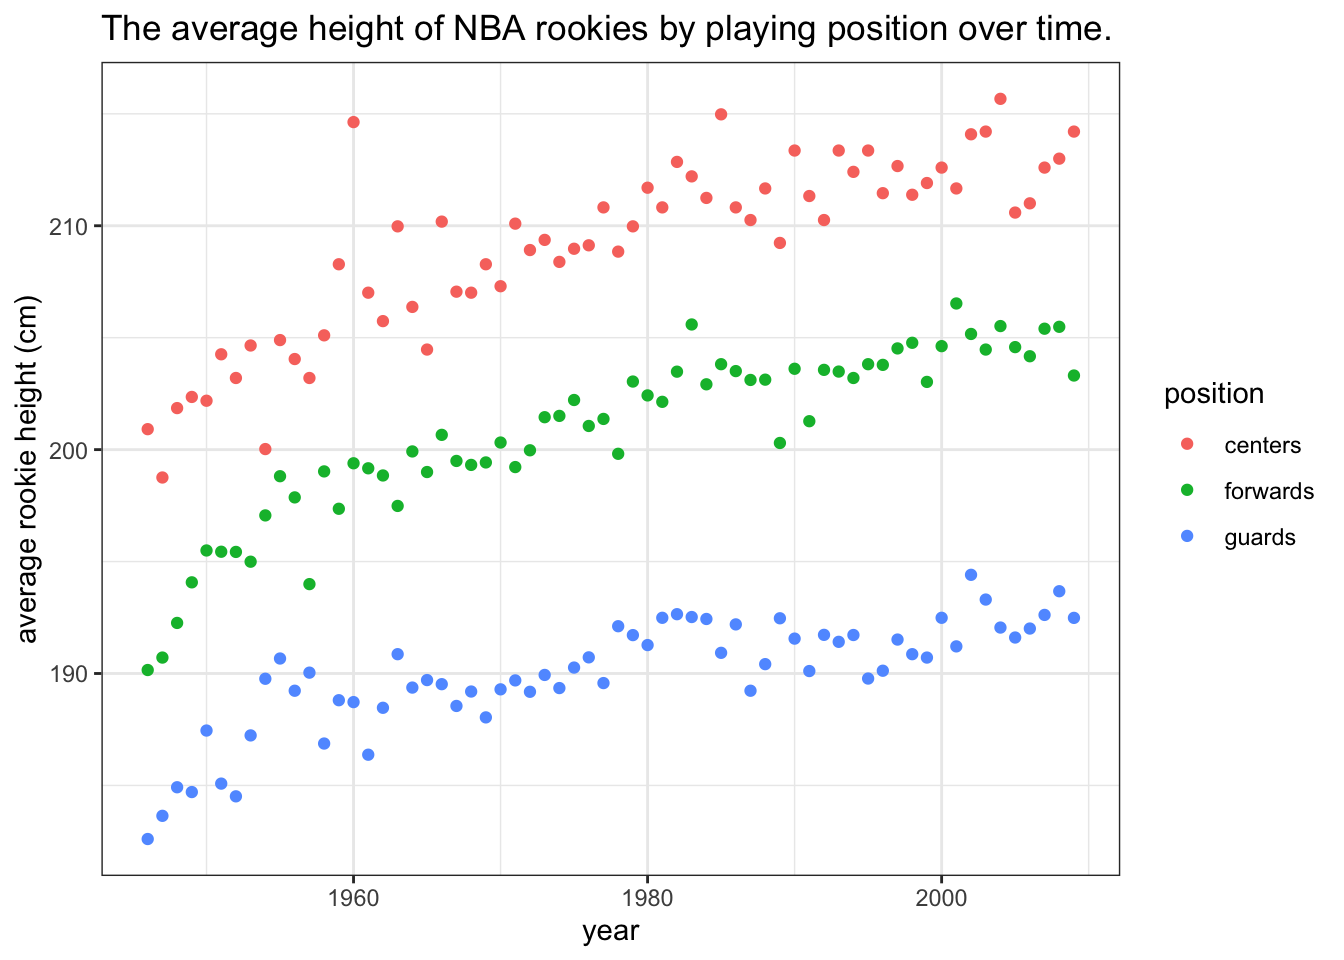 The average height of NBA rookies by playing position over time.
average rookie height (cm)
210
200
190
1960
1980
2000
year
position
centers
forwards
guards